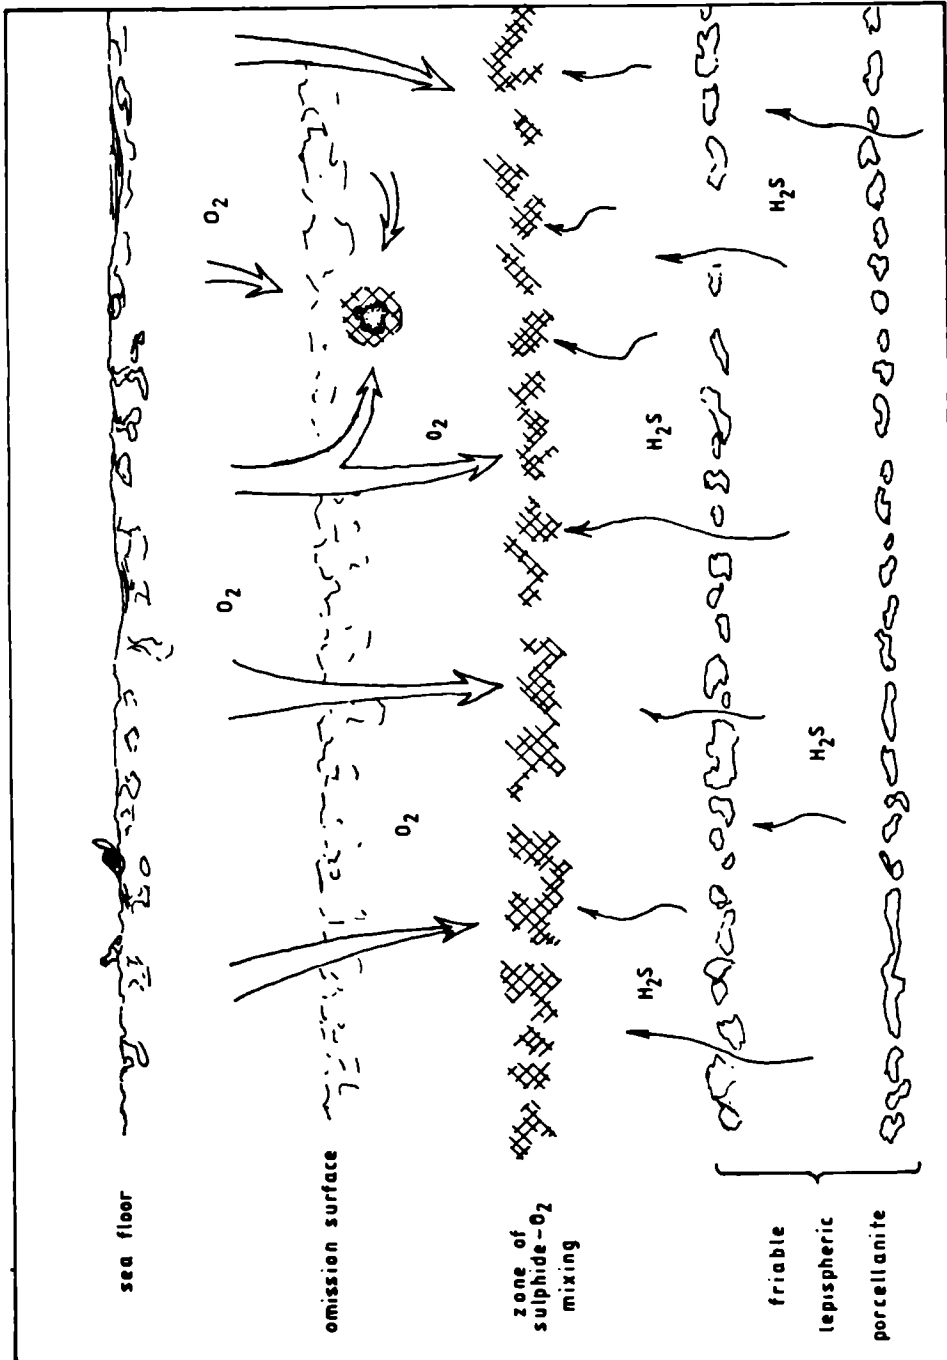 sea floor
O₂
O₂
omission surface
O₂
O₂
zone of
sulphide-O₂
mixing
H₂S
H₂S
H₂S
H₂S
friable
lepispheric
porcellanite